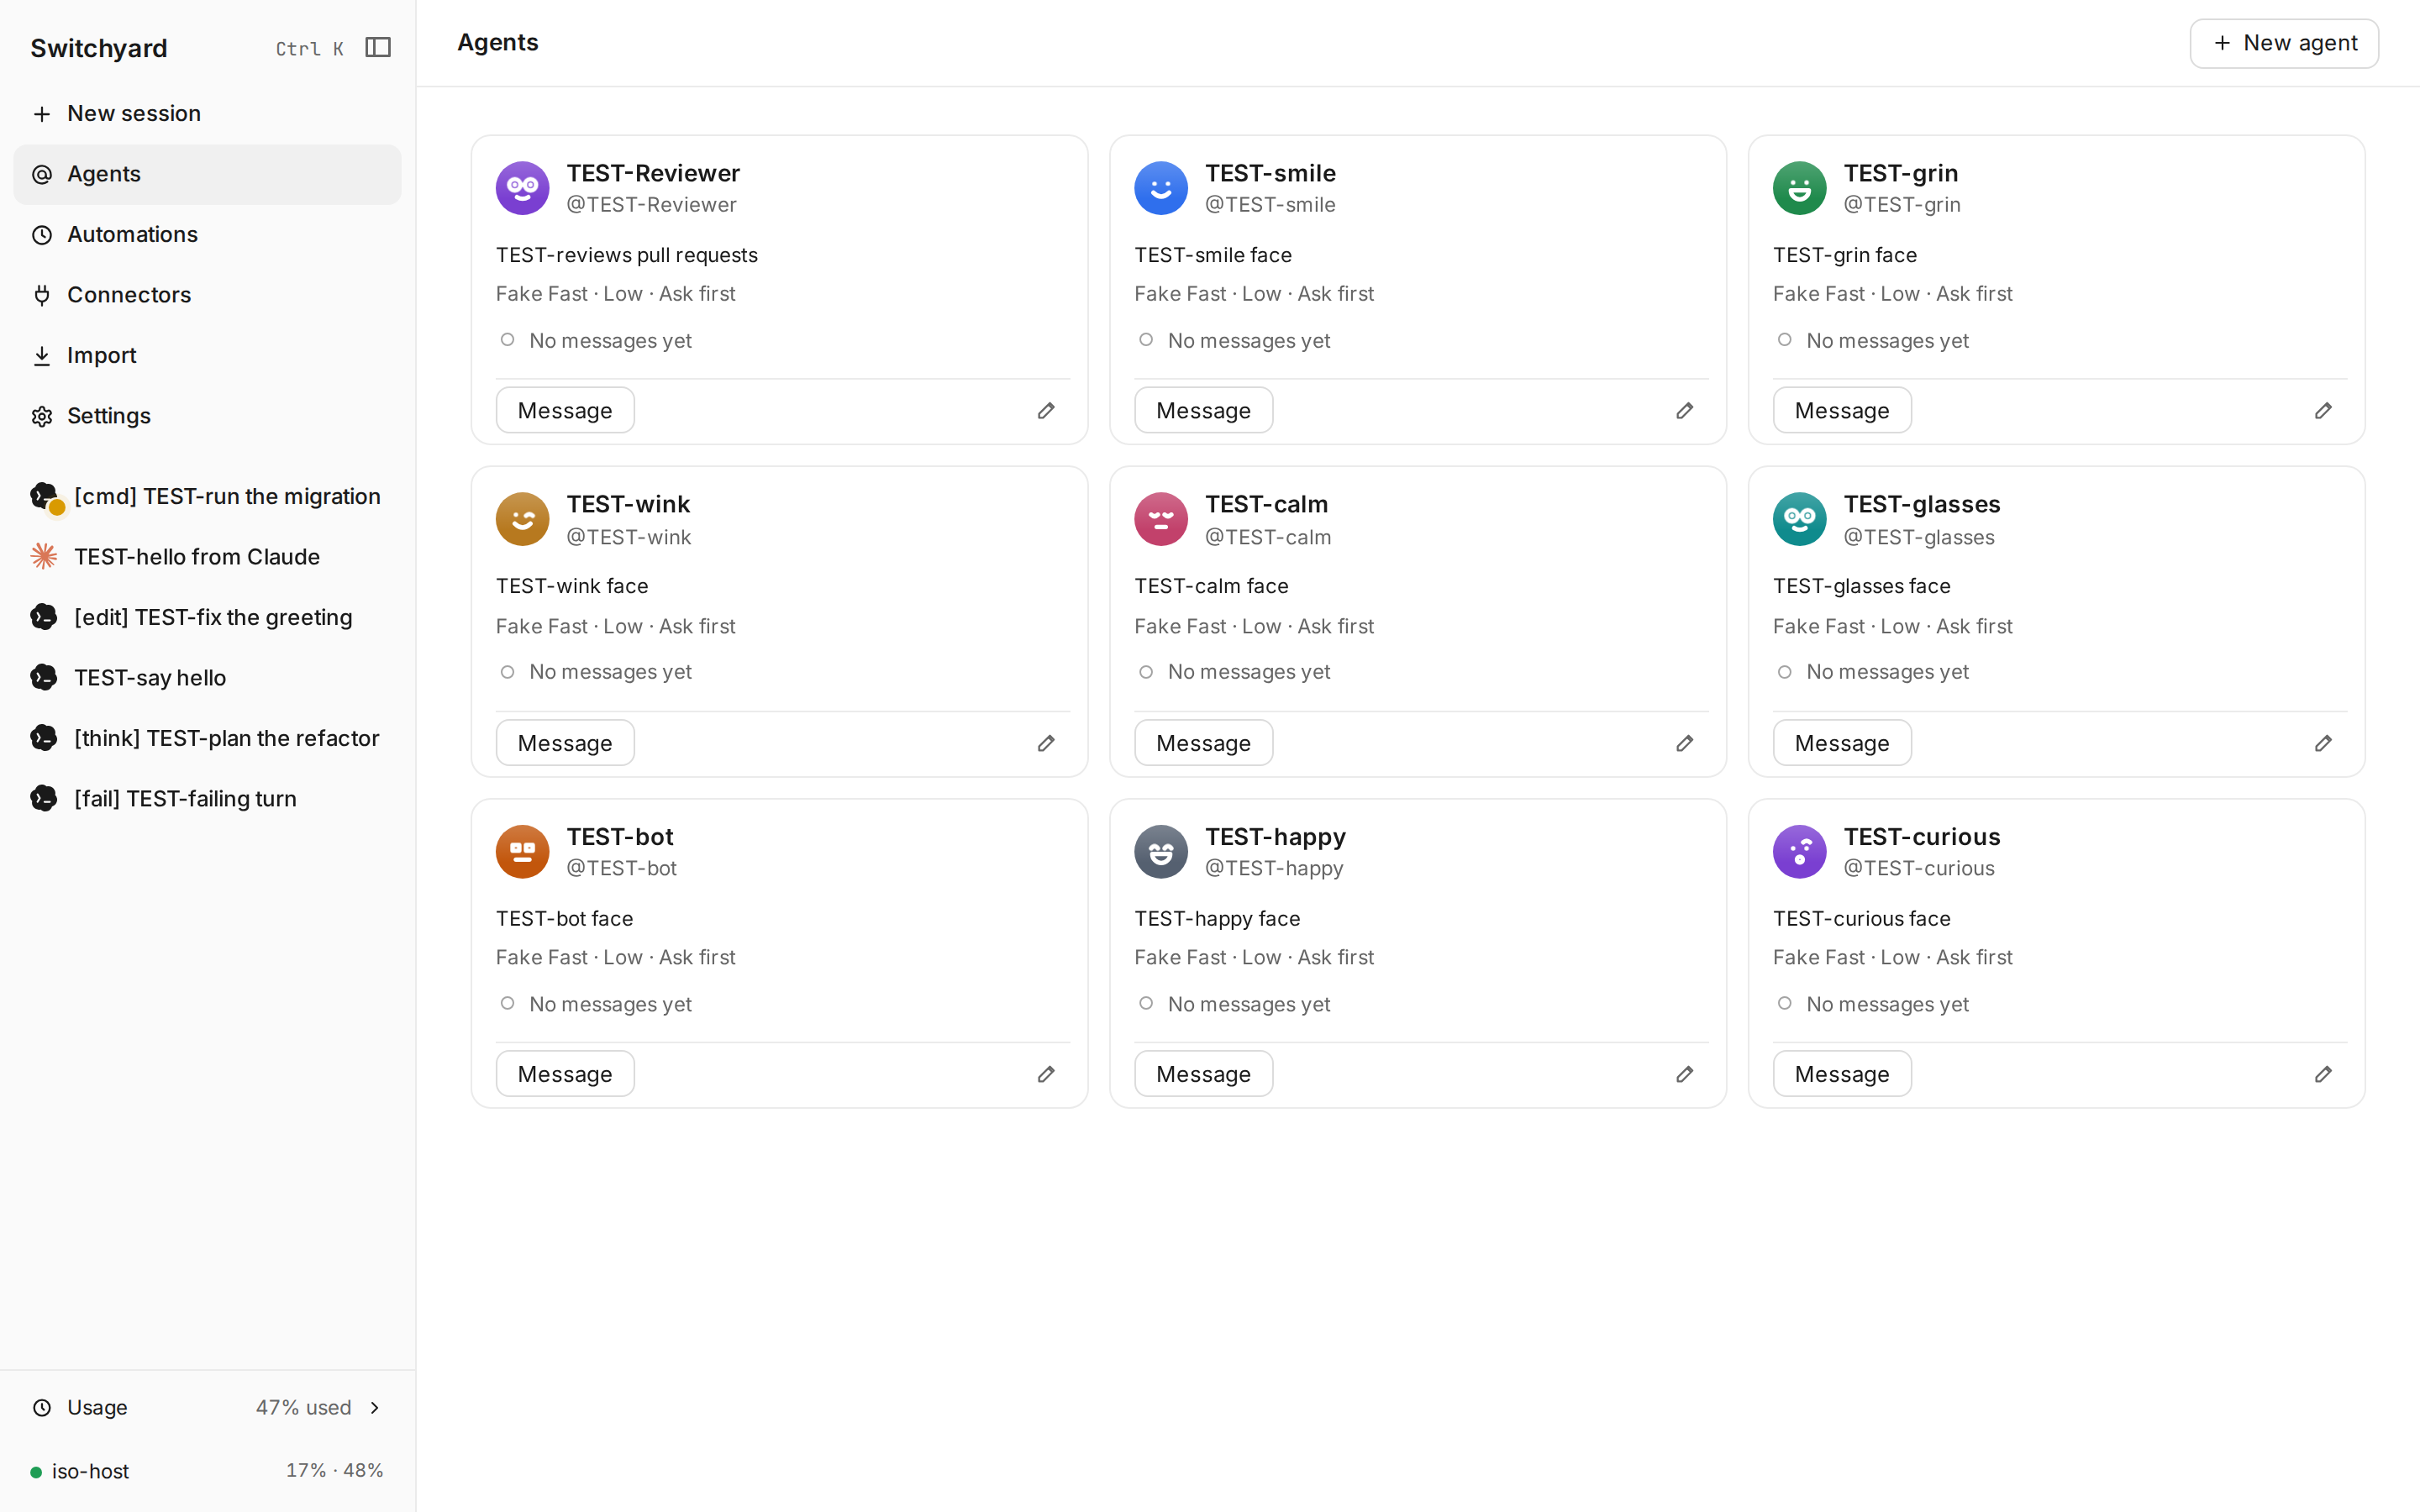 Switchyard
Ctrl K
New session
Agents
Automations
Connectors
Import
Settings
[cmd] TEST-run the migration
TEST-hello from Claude
[edit] TEST-fix the greeting
TEST-say hello
[think] TEST-plan the refactor
[fail] TEST-failing turn
Usage 47% used
iso-host 17% · 48%
Agents
New agent
TEST-Reviewer
@TEST-Reviewer
TEST-reviews pull requests
Fake Fast · Low · Ask first
No messages yet
Message
TEST-smile
@TEST-smile
TEST-smile face
Fake Fast · Low · Ask first
No messages yet
Message
TEST-grin
@TEST-grin
TEST-grin face
Fake Fast · Low · Ask first
No messages yet
Message
TEST-wink
@TEST-wink
TEST-wink face
Fake Fast · Low · Ask first
No messages yet
Message
TEST-calm
@TEST-calm
TEST-calm face
Fake Fast · Low · Ask first
No messages yet
Message
TEST-glasses
@TEST-glasses
TEST-glasses face
Fake Fast · Low · Ask first
No messages yet
Message
TEST-bot
@TEST-bot
TEST-bot face
Fake Fast · Low · Ask first
No messages yet
Message
TEST-happy
@TEST-happy
TEST-happy face
Fake Fast · Low · Ask first
No messages yet
Message
TEST-curious
@TEST-curious
TEST-curious face
Fake Fast · Low · Ask first
No messages yet
Message